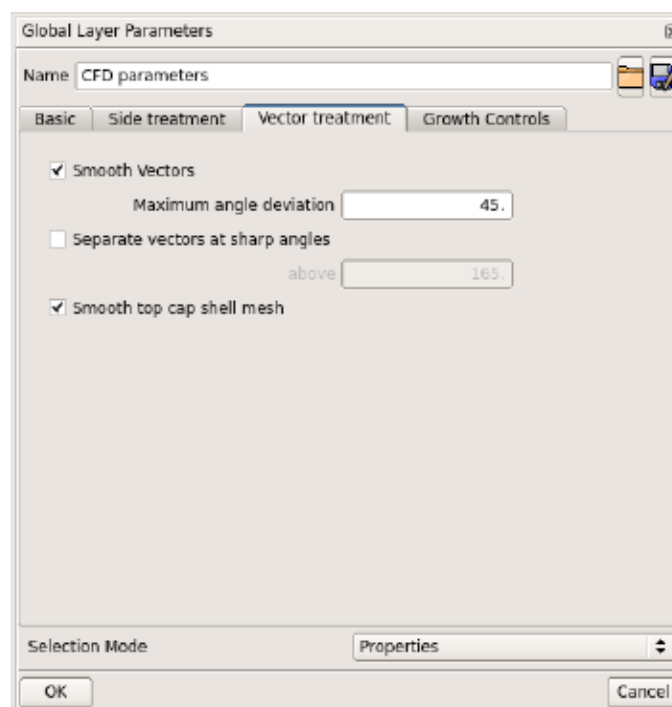 Global Layer Parameters
Name CFD parameters
Basic Side treatment Vector treatment Growth Controls
Smooth Vectors
Maximum angle deviation 45.
Separate vectors at sharp angles
above 165.
Smooth top cap shell mesh
Selection Mode Properties
OK Cancel